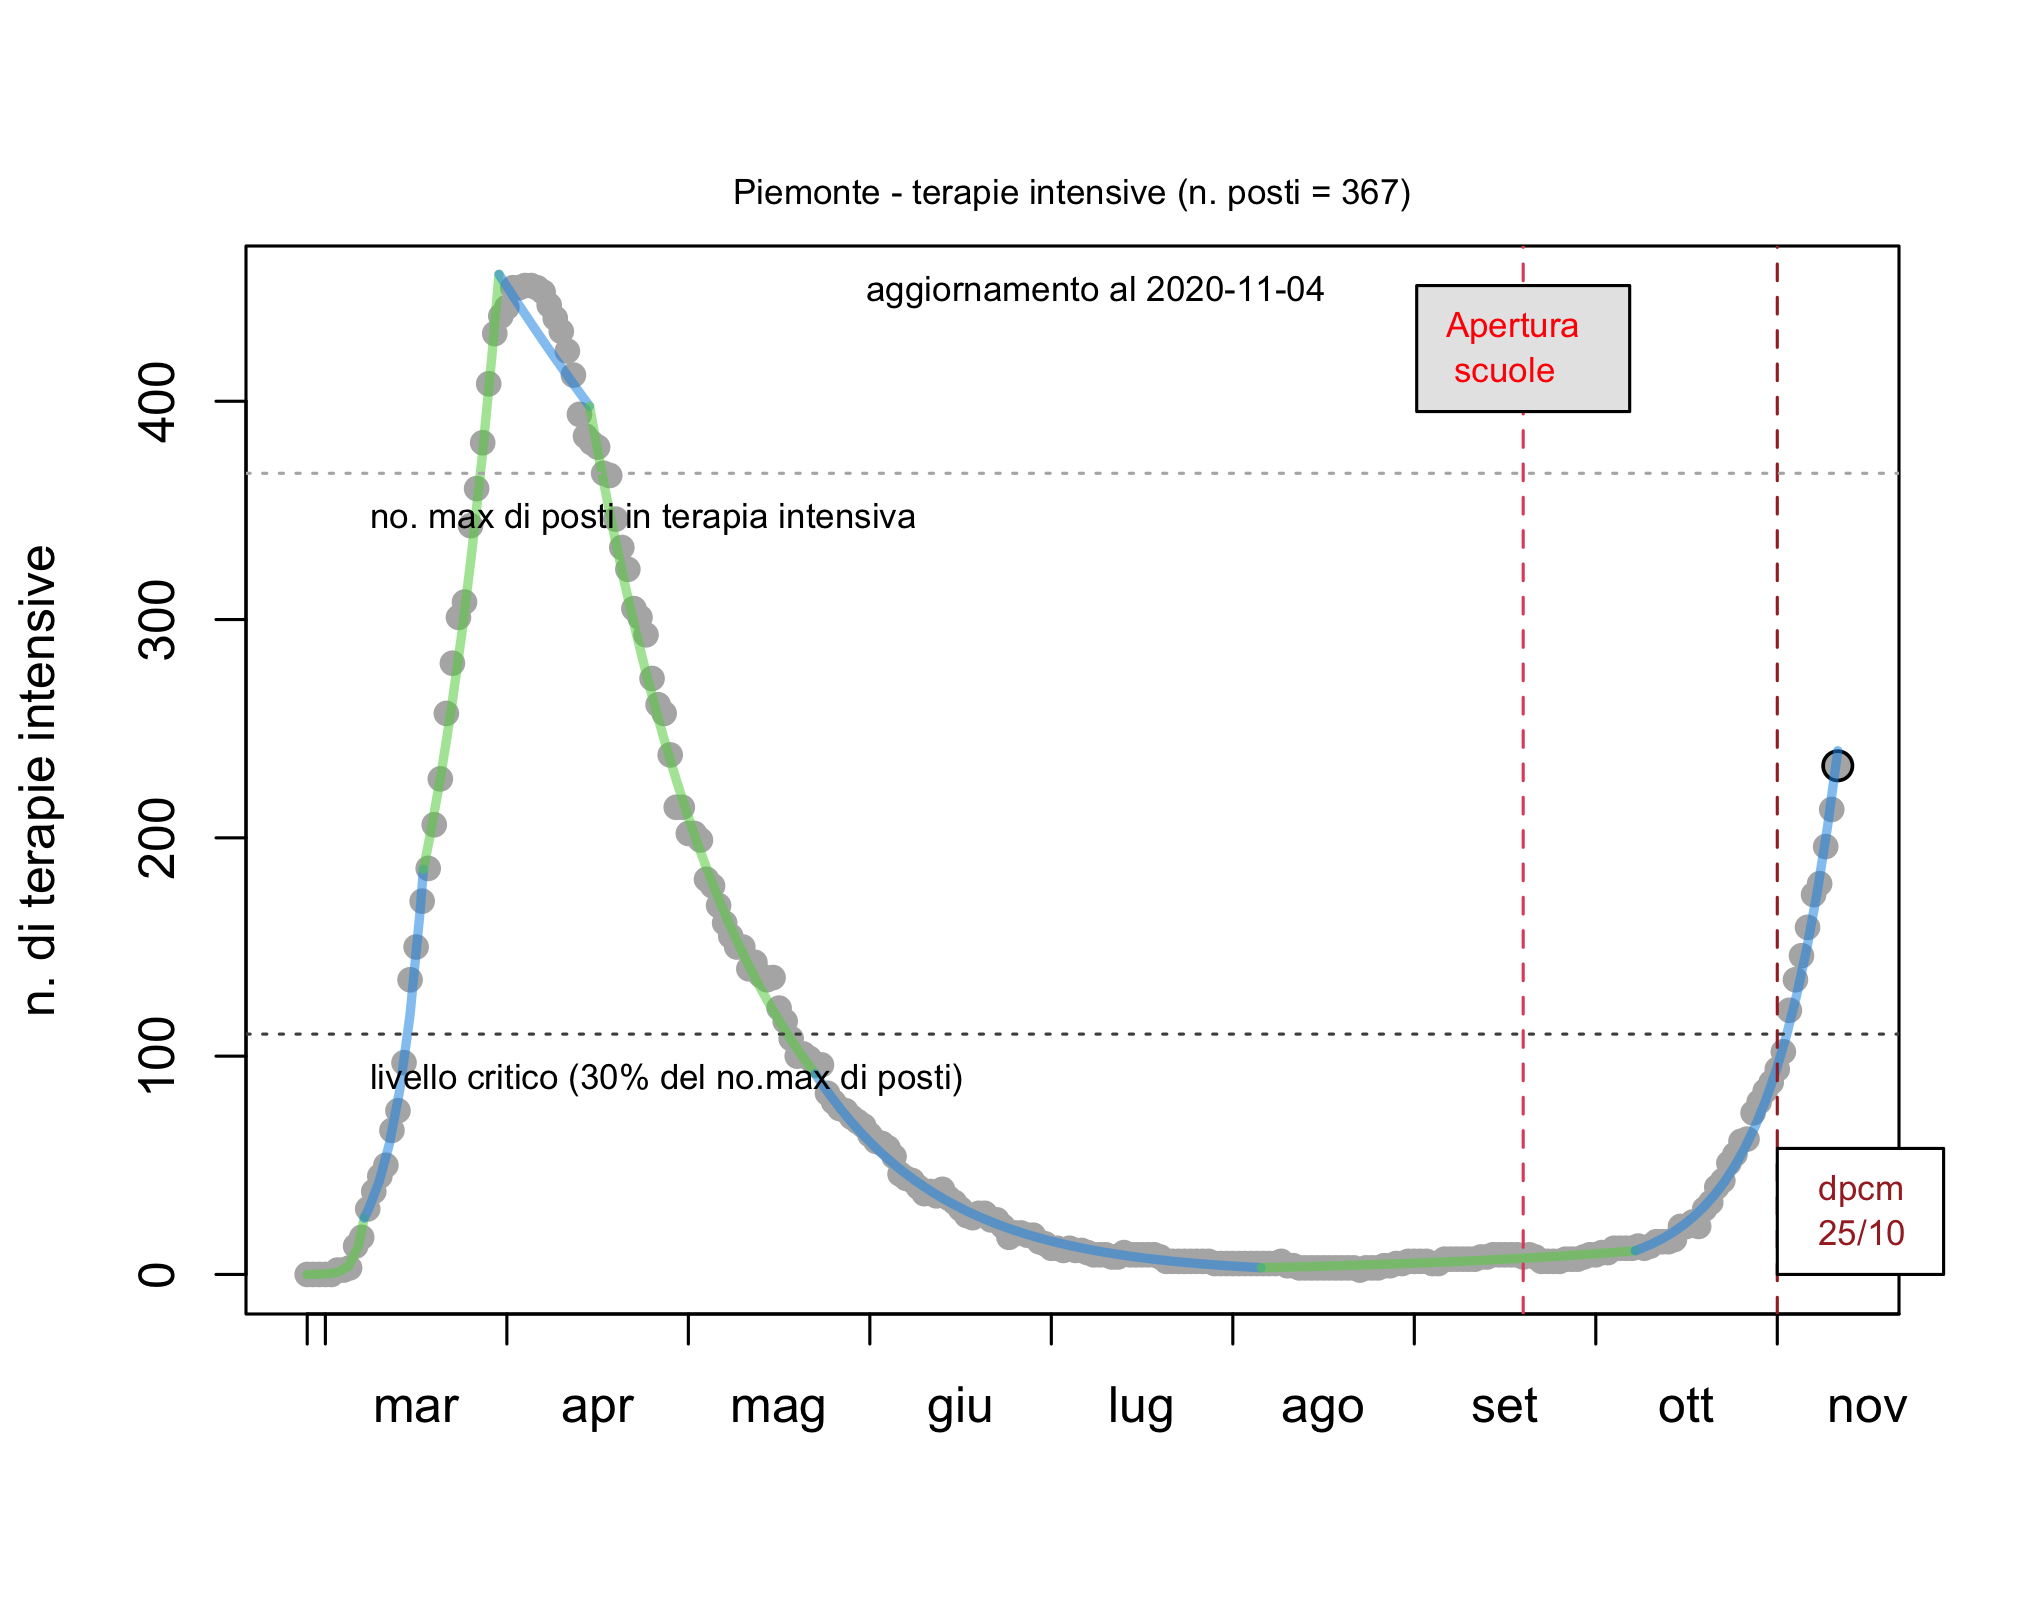 Piemonte - terapie intensive (n. posti = 367)
aggiornamento al 2020-11-04
Apertura
scuole
no. max di posti in terapia intensiva
livello critico (30% del no.max di posti)
dpcm
25/10
n. di terapie intensive
400
300
200
100
0
mar apr mag giu lug ago set ott nov